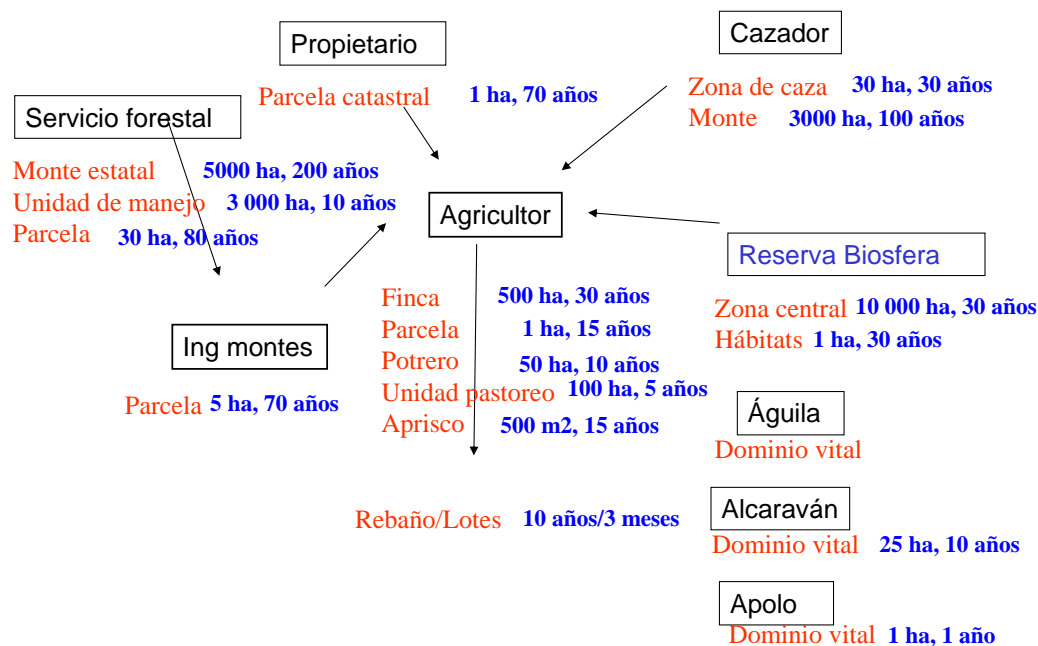 Propietario
Parcela catastral 1 ha, 70 años
Cazador
Zona de caza 30 ha, 30 años
Monte 3000 ha, 100 años
Servicio forestal
Monte estatal 5000 ha, 200 años
Unidad de manejo 3 000 ha, 10 años
Parcela 30 ha, 80 años
Agricultor
Finca 500 ha, 30 años
Parcela 1 ha, 15 años
Potrero 50 ha, 10 años
Unidad pastoreo 100 ha, 5 años
Aprisco 500 m2, 15 años
Reserva Biosfera
Zona central 10 000 ha, 30 años
Hábitats 1 ha, 30 años
Ing montes
Parcela 5 ha, 70 años
Rebaño/Lotes 10 años/3 meses
Águila
Dominio vital
Alcaraván
Dominio vital 25 ha, 10 años
Apolo
Dominio vital 1 ha, 1 año